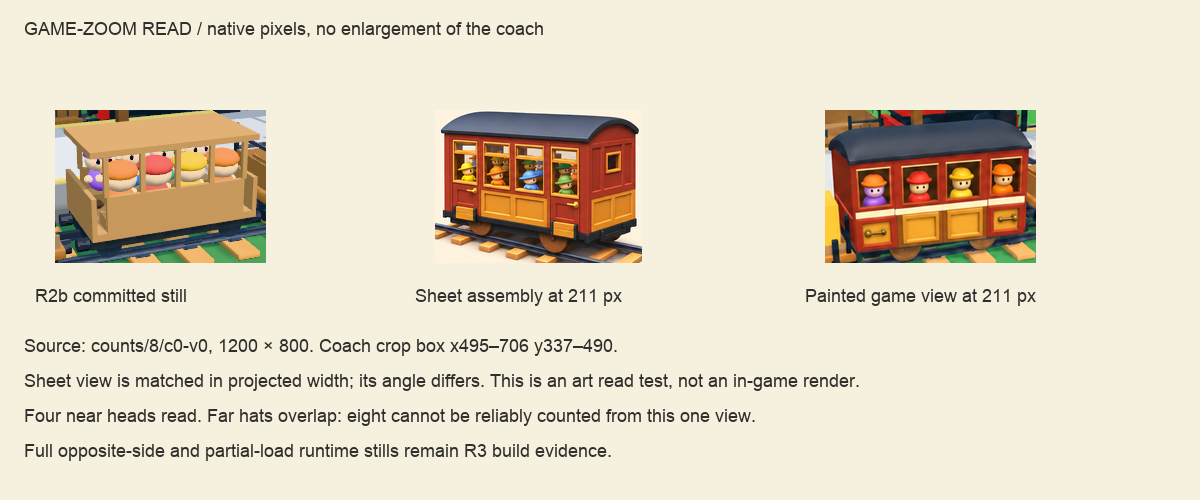 GAME-ZOOM READ / native pixels, no enlargement of the coach
R2b committed still
Sheet assembly at 211 px
Painted game view at 211 px
Source: counts/8/c0-v0, 1200 × 800. Coach crop box x495–706 y337–490.
Sheet view is matched in projected width; its angle differs. This is an art read test, not an in-game render.
Four near heads read. Far hats overlap: eight cannot be reliably counted from this one view.
Full opposite-side and partial-load runtime stills remain R3 build evidence.